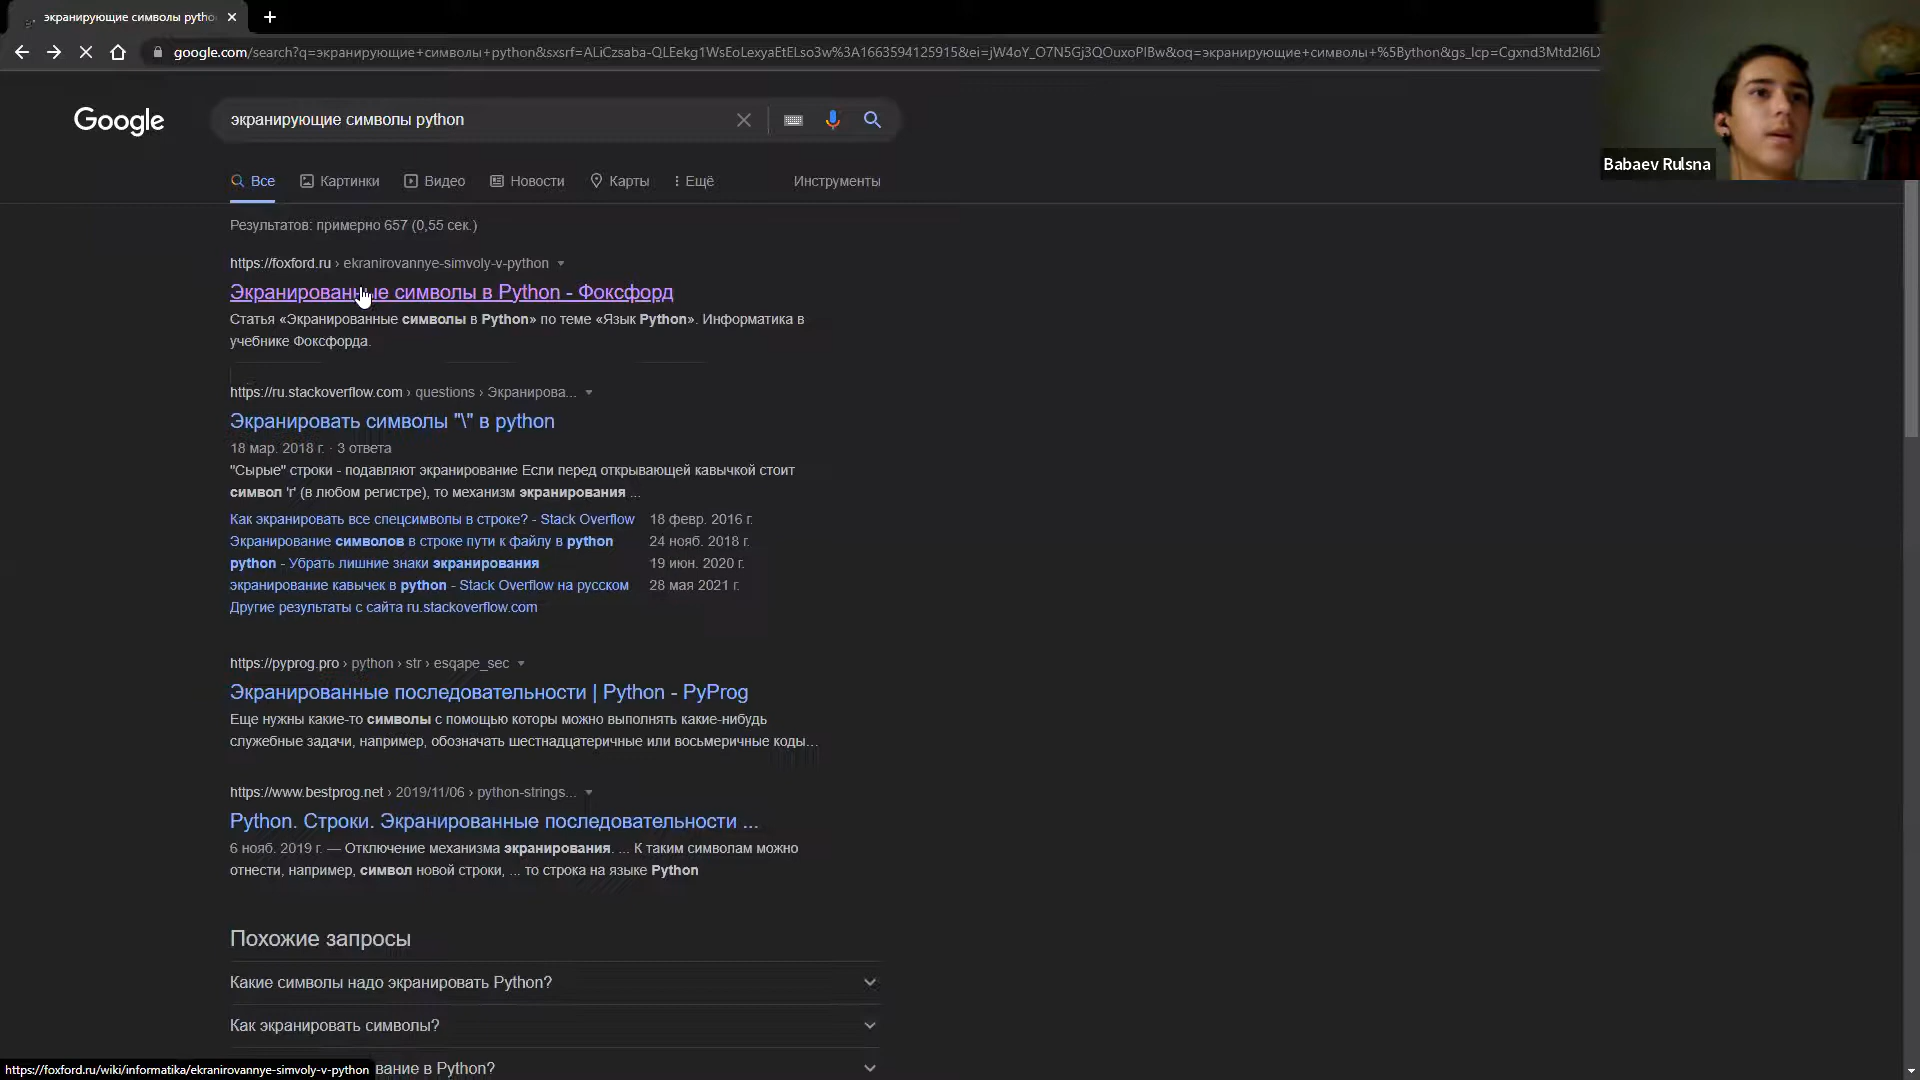 экранирующие символы pytho
google.com/search?q=экранирующие+символы+python&sxsrf=ALiCzsaba-QLEekg1WsEoLexyaEtELso3w%3A1663594125915&ei=jW4oY_O7N5Gj3QOuxoPIBw&oq=экранирующие+символы+%5Bython&gs_lcp=Cgxnd3Mtd2l6L
Google
экранирующие символы python
Babaev Rulsna
Все Картинки Видео Новости Карты Ещё Инструменты
Результатов: примерно 657 (0,55 сек.)
https://foxford.ru › ekranirovannye-simvoly-v-python
Экранированные символы в Python - Фоксфорд
Статья «Экранированные символы в Python» по теме «Язык Python». Информатика в
учебнике Фоксфорда.
https://ru.stackoverflow.com › questions › Экранирова...
Экранировать символы "\" в python
18 мар. 2018 г. · 3 ответа
"Сырые" строки - подавляют экранирование Если перед открывающей кавычкой стоит
символ 'r' (в любом регистре), то механизм экранирования ...
Как экранировать все спецсимволы в строке? - Stack Overflow 18 февр. 2016 г.
Экранирование символов в строке пути к файлу в python 24 нояб. 2018 г.
python - Убрать лишние знаки экранирования 19 июн. 2020 г.
экранирование кавычек в python - Stack Overflow на русском 28 мая 2021 г.
Другие результаты с сайта ru.stackoverflow.com
https://pyprog.pro › python › str › esqape_sec
Экранированные последовательности | Python - PyProg
Еще нужны какие-то символы с помощью которы можно выполнять какие-нибудь
служебные задачи, например, обозначать шестнадцатеричные или восьмеричные коды...
https://www.bestprog.net › 2019/11/06 › python-strings...
Python. Строки. Экранированные последовательности ...
6 нояб. 2019 г. — Отключение механизма экранирования. ... К таким символам можно
отнести, например, символ новой строки, ... то строка на языке Python
Похожие запросы
Какие символы надо экранировать Python?
Как экранировать символы?
вание в Python?
https://foxford.ru/wiki/informatika/ekranirovannye-simvoly-v-python